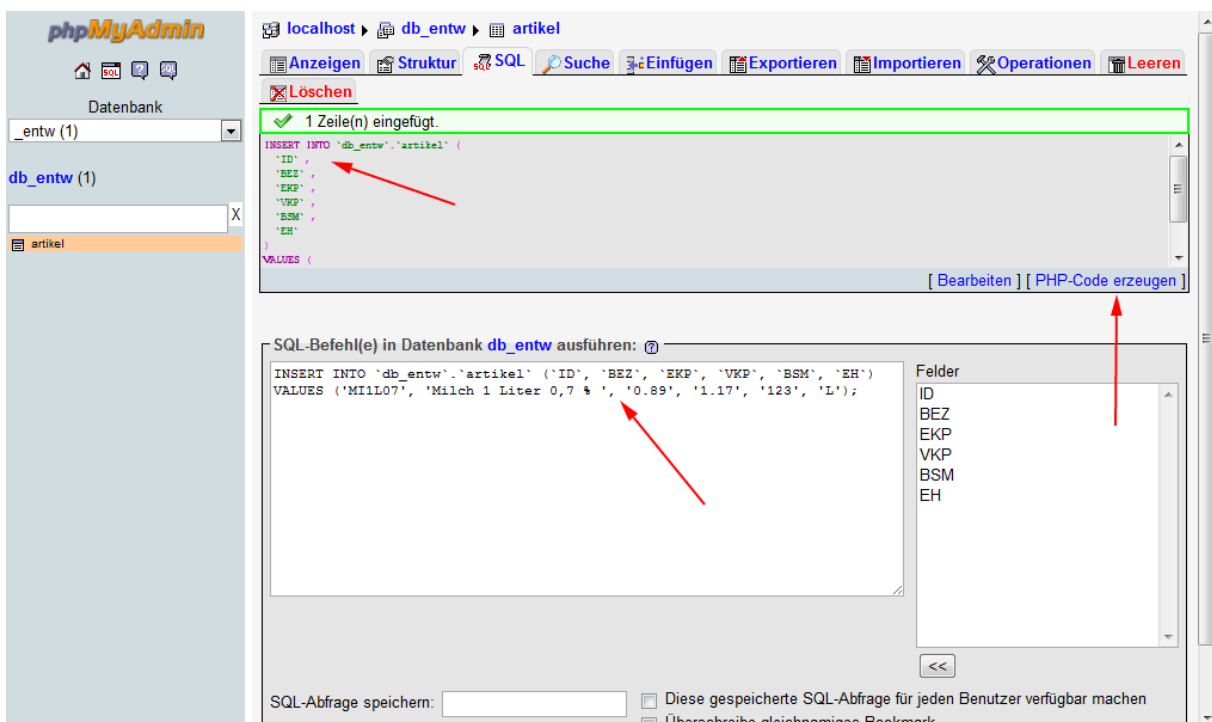 phpMyAdmin
Datenbank
_entw (1)
db_entw (1)
X
artikel
localhost ▸ db_entw ▸ artikel
Anzeigen Struktur SQL Suche Einfügen Exportieren Importieren Operationen Leeren
Löschen
1 Zeile(n) eingefügt.
INSERT INTO `db_entw`.`artikel` (
`ID` ,
`BEZ` ,
`EKP` ,
`VKP` ,
`BSM` ,
`EH`
)
VALUES (
[ Bearbeiten ] [ PHP-Code erzeugen ]
SQL-Befehl(e) in Datenbank db_entw ausführen:
INSERT INTO `db_entw`.`artikel` (`ID`, `BEZ`, `EKP`, `VKP`, `BSM`, `EH`)
VALUES ('MI1L07', 'Milch 1 Liter 0,7 % ', '0.89', '1.17', '123', 'L');
Felder
ID
BEZ
EKP
VKP
BSM
EH
<<
SQL-Abfrage speichern:
Diese gespeicherte SQL-Abfrage für jeden Benutzer verfügbar machen
Überschreibe gleichnamiges Bookmark